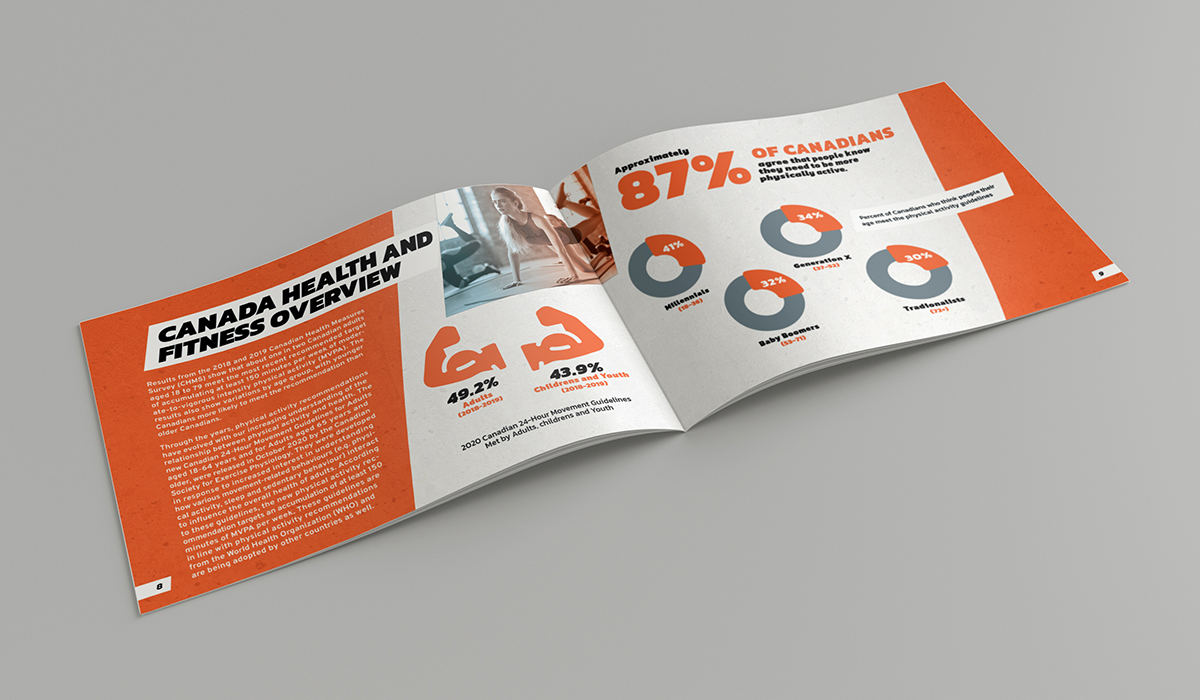 CANADA HEALTH AND
FITNESS OVERVIEW
Results from the 2018 and 2019 Canadian Health Measures
Survey (CHMS) show that about one in two Canadian adults
aged 18 to 79 meet the most recent recommended target
of accumulating at least 150 minutes per week of moder-
ate-to-vigorous intensity physical activity (MVPA). The
results also show variations by age group, with younger
Canadians more likely to meet the recommendation than
older Canadians.
Through the years, physical activity recommendations
have evolved with our increasing understanding of the
relationship between physical activity and health. The
new Canadian 24-Hour Movement Guidelines for Adults
aged 18-64 years and for Adults aged 65 years and
older, were released in October 2020 by the Canadian
Society for Exercise Physiology. They were developed
in response to increased interest in understanding
how various movement-related behaviours (e.g. physi-
cal activity, sleep and sedentary behaviour) interact
to influence the overall health of adults. According
to these guidelines, the new physical activity rec-
ommendation targets an accumulation of at least 150
minutes of MVPA per week. These guidelines are
in line with physical activity recommendations
from the World Health Organization (WHO) and
are being adopted by other countries as well.
8
49.2%
Adults
(2018-2019)
43.9%
Childrens and Youth
(2018-2019)
2020 Canadian 24-Hour Movement Guidelines
Met by Adults, childrens and Youth
Approximately
87%
OF CANADIANS
agree that people know
they need to be more
physically active.
Percent of Canadians who think people their
age meet the physical activity guidelines
41%
Millennials
(18-36)
34%
Generation X
(37-52)
32%
Baby Boomers
(53-71)
30%
Tradionalists
(72+)
9